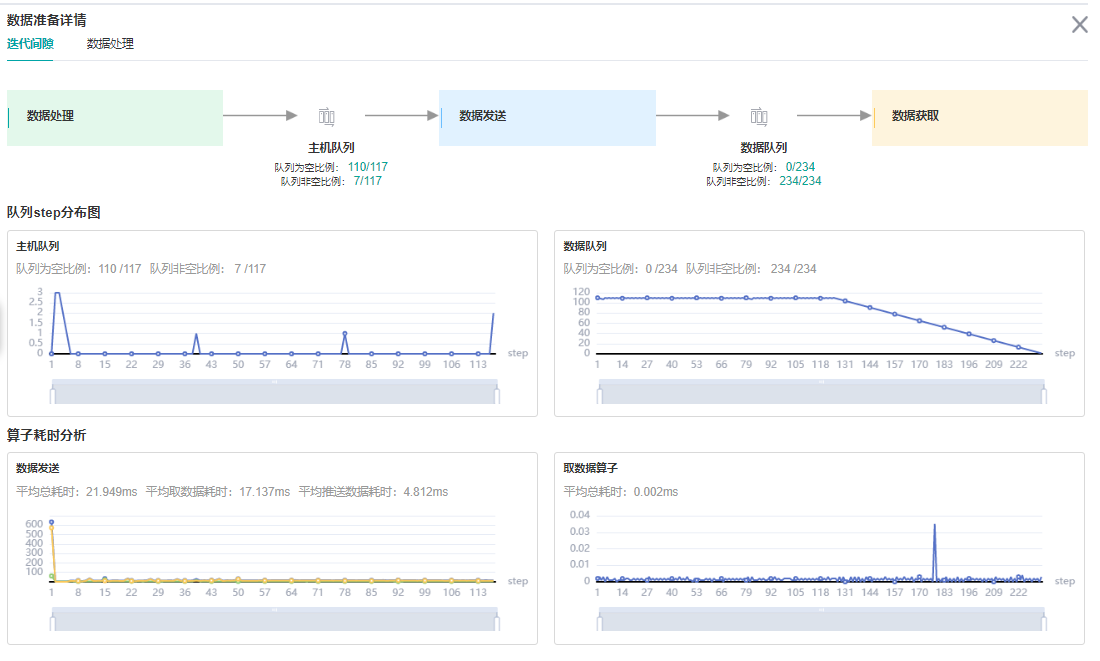 数据准备详情
迭代间隙 数据处理
数据处理 数据发送 数据获取
主机队列 数据队列
队列为空比例： 110/117 队列为空比例： 0/234
队列非空比例： 7/117 队列非空比例： 234/234
队列step分布图
主机队列
队列为空比例： 110 /117 队列非空比例： 7 /117
3
2.5
2
1.5
1
0.5
0
step
1 8 15 22 29 36 43 50 57 64 71 78 85 92 99 106 113
数据队列
队列为空比例： 0 /234 队列非空比例： 234 /234
120
100
80
60
40
20
0
step
1 14 27 40 53 66 79 92 105 118 131 144 157 170 183 196 209 222
算子耗时分析
数据发送
平均总耗时： 21.949ms 平均取数据耗时： 17.137ms 平均推送数据耗时： 4.812ms
600
500
400
300
200
100
step
1 8 15 22 29 36 43 50 57 64 71 78 85 92 99 106 113
取数据算子
平均总耗时： 0.002ms
0.04
0.03
0.02
0.01
0
step
1 14 27 40 53 66 79 92 105 118 131 144 157 170 183 196 209 222